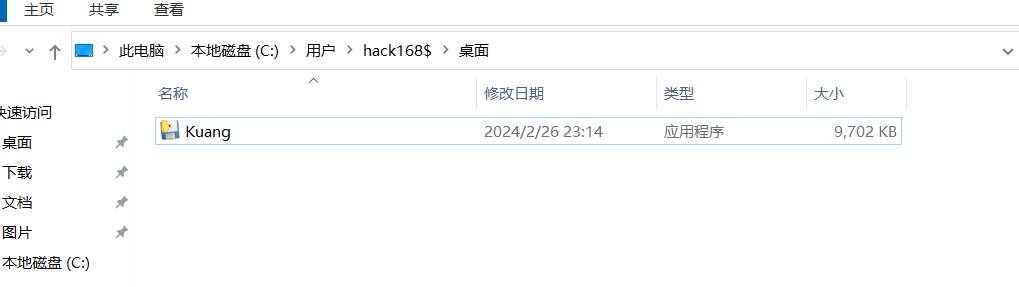 主页 共享 查看
此电脑 本地磁盘 (C:) 用户 hack168$ 桌面
名称 修改日期 类型 大小
快速访问
Kuang 2024/2/26 23:14 应用程序 9,702 KB
桌面
下载
文档
图片
本地磁盘 (C:)